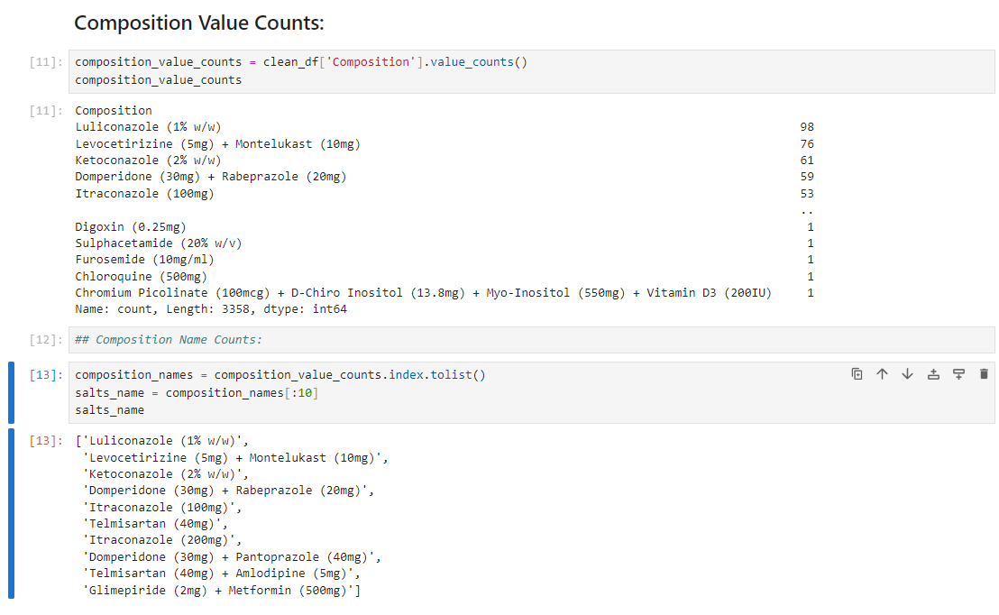 Composition Value Counts:
[11]: composition_value_counts = clean_df['Composition'].value_counts()
composition_value_counts
[11]: Composition
Luliconazole (1% w/w) 98
Levocetirizine (5mg) + Montelukast (10mg) 76
Ketoconazole (2% w/w) 61
Domperidone (30mg) + Rabeprazole (20mg) 59
Itraconazole (100mg) 53
..
Digoxin (0.25mg) 1
Sulphacetamide (20% w/v) 1
Furosemide (10mg/ml) 1
Chloroquine (500mg) 1
Chromium Picolinate (100mcg) + D-Chiro Inositol (13.8mg) + Myo-Inositol (550mg) + Vitamin D3 (200IU) 1
Name: count, Length: 3358, dtype: int64
[12]: ## Composition Name Counts:
[13]: composition_names = composition_value_counts.index.tolist()
salts_name = composition_names[:10]
salts_name
[13]: ['Luliconazole (1% w/w)',
'Levocetirizine (5mg) + Montelukast (10mg)',
'Ketoconazole (2% w/w)',
'Domperidone (30mg) + Rabeprazole (20mg)',
'Itraconazole (100mg)',
'Telmisartan (40mg)',
'Itraconazole (200mg)',
'Domperidone (30mg) + Pantoprazole (40mg)',
'Telmisartan (40mg) + Amlodipine (5mg)',
'Glimepiride (2mg) + Metformin (500mg)']